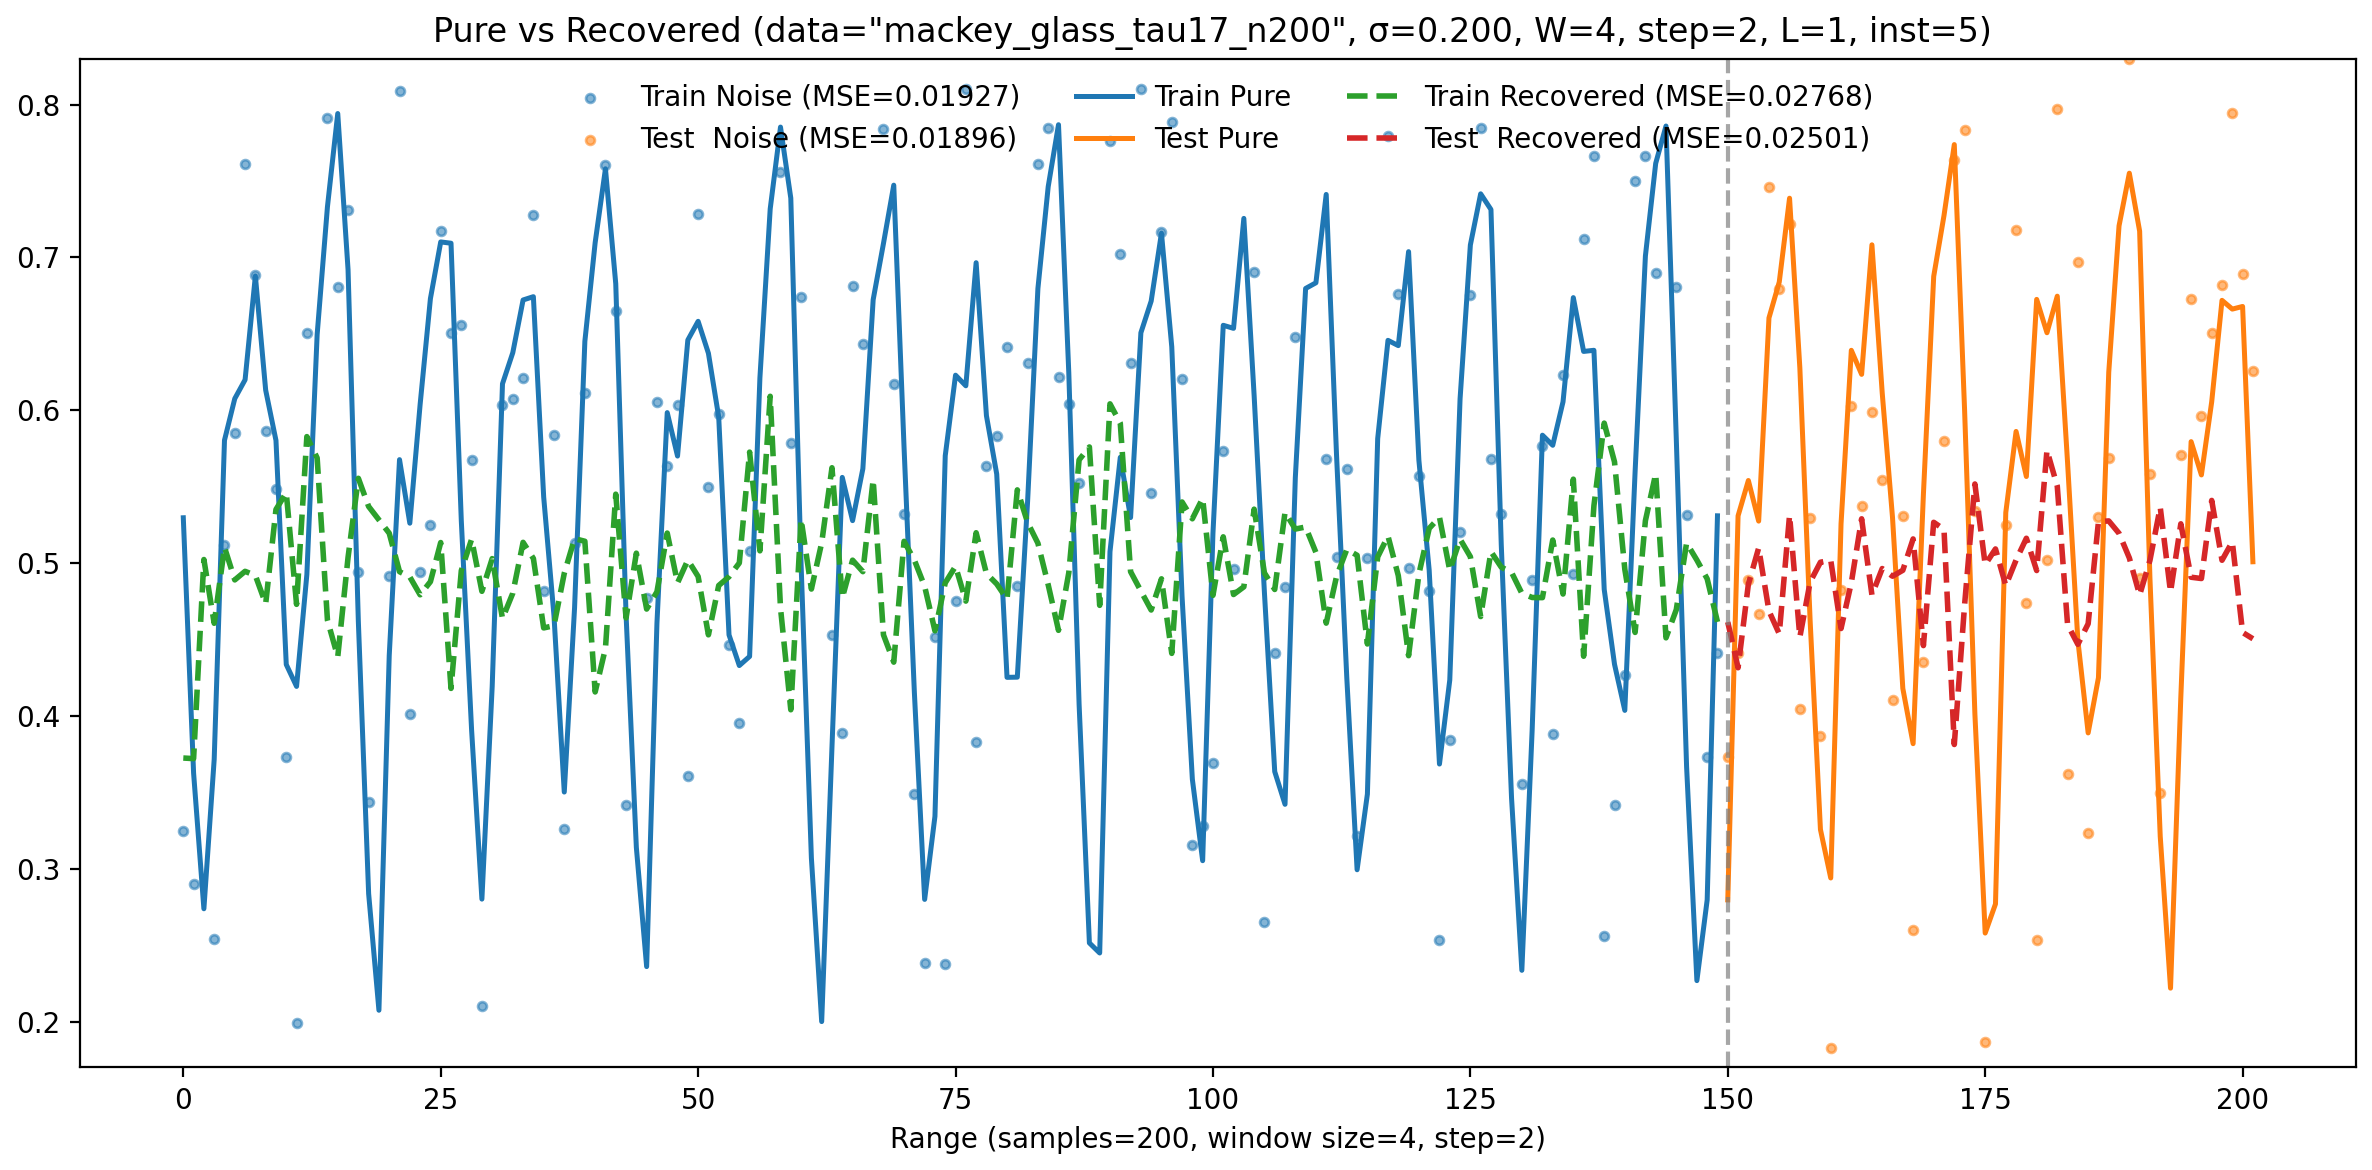 Pure vs Recovered (data="mackey_glass_tau17_n200", σ=0.200, W=4, step=2, L=1, inst=5)
Train Noise (MSE=0.01927) Train Pure Train Recovered (MSE=0.02768)
Test  Noise (MSE=0.01896) Test Pure Test  Recovered (MSE=0.02501)
0.8
0.7
0.6
0.5
0.4
0.3
0.2
0 25 50 75 100 125 150 175 200
Range (samples=200, window size=4, step=2)